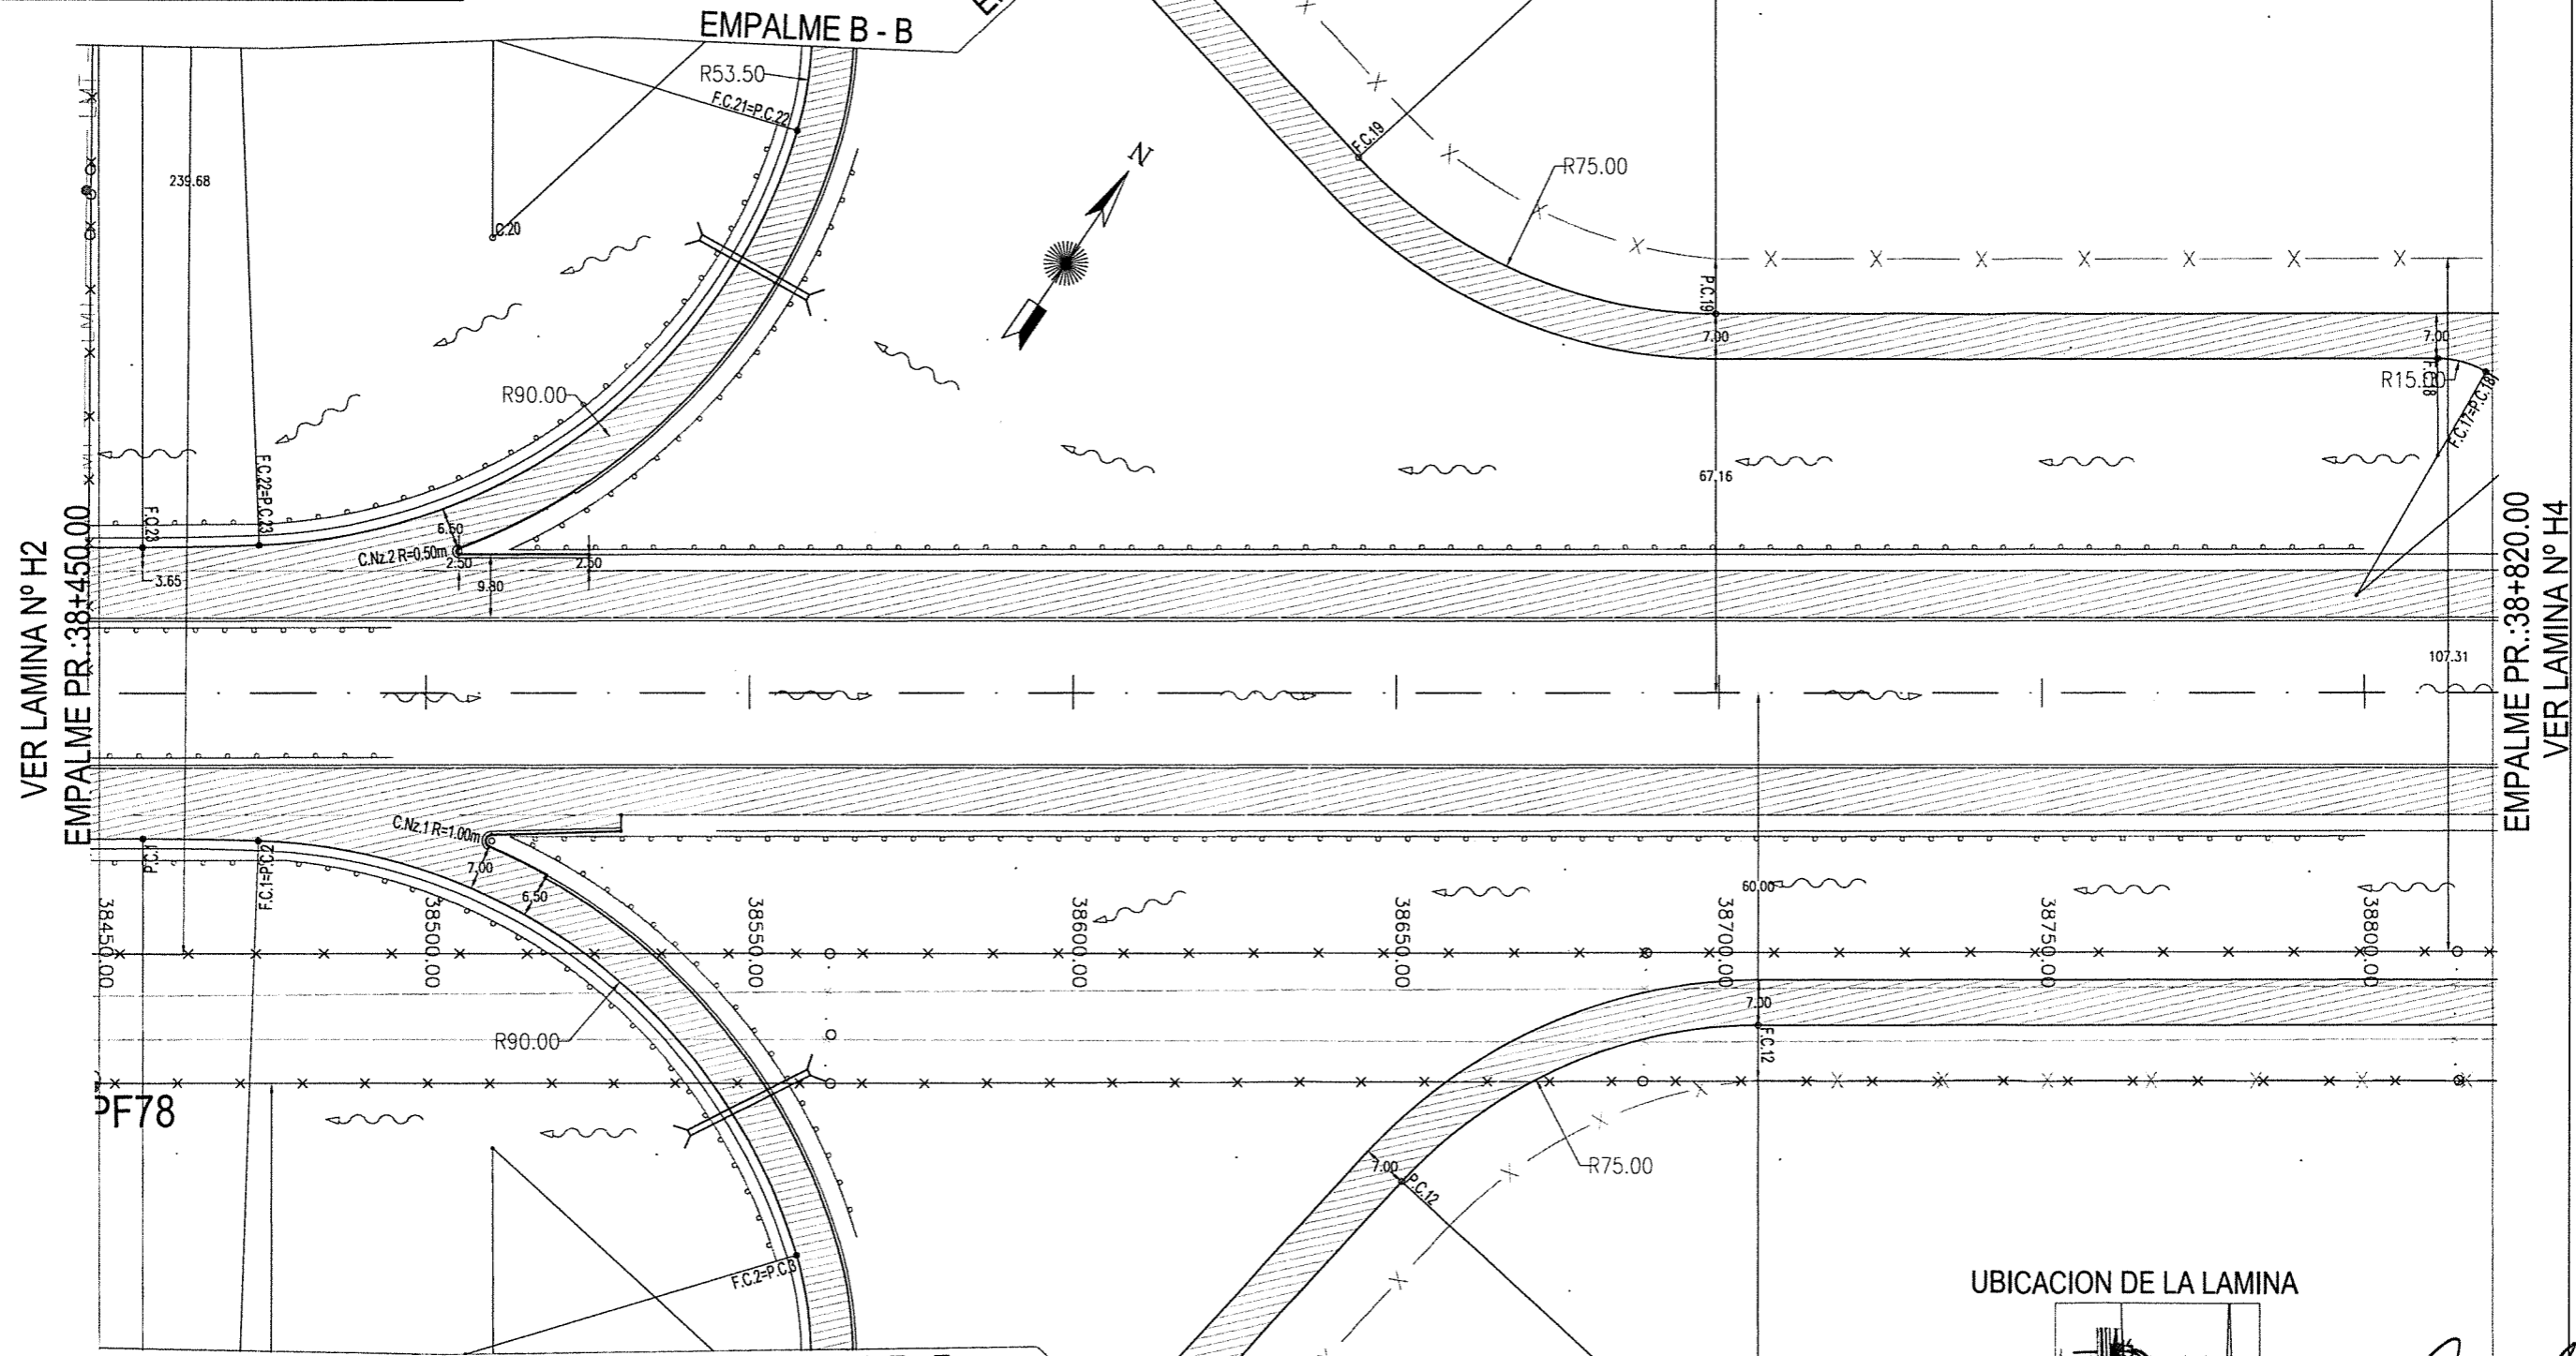 EMPALME B - B
R53.50
F.C.21=P.C.22
239.68
C.20
N
F.C.19
R75.00
P.C.19
7.00
7.00
F.C.18
R15.00
F.C.17=P.C.18
R90.00
F.C.22=P.C.23
F.C.23
67.16
6.50
C.Nz.2 R=0.50m
2.50
2.50
3.65
9.80
VER LAMINA Nº H2
EMPALME PR.:38+450.00
EMPALME PR.:38+820.00
VER LAMINA Nº H4
107.31
C.Nz.1 R=1.00m
F.C.1=P.C.2
7.00
6.50
60.00
38450.00
38500.00
38550.00
38600.00
38650.00
38700.00
38750.00
38800.00
R90.00
7.00
F.C.12
PF78
7.00
P.C.12
R75.00
F.C.2=P.C.3
UBICACION DE LA LAMINA